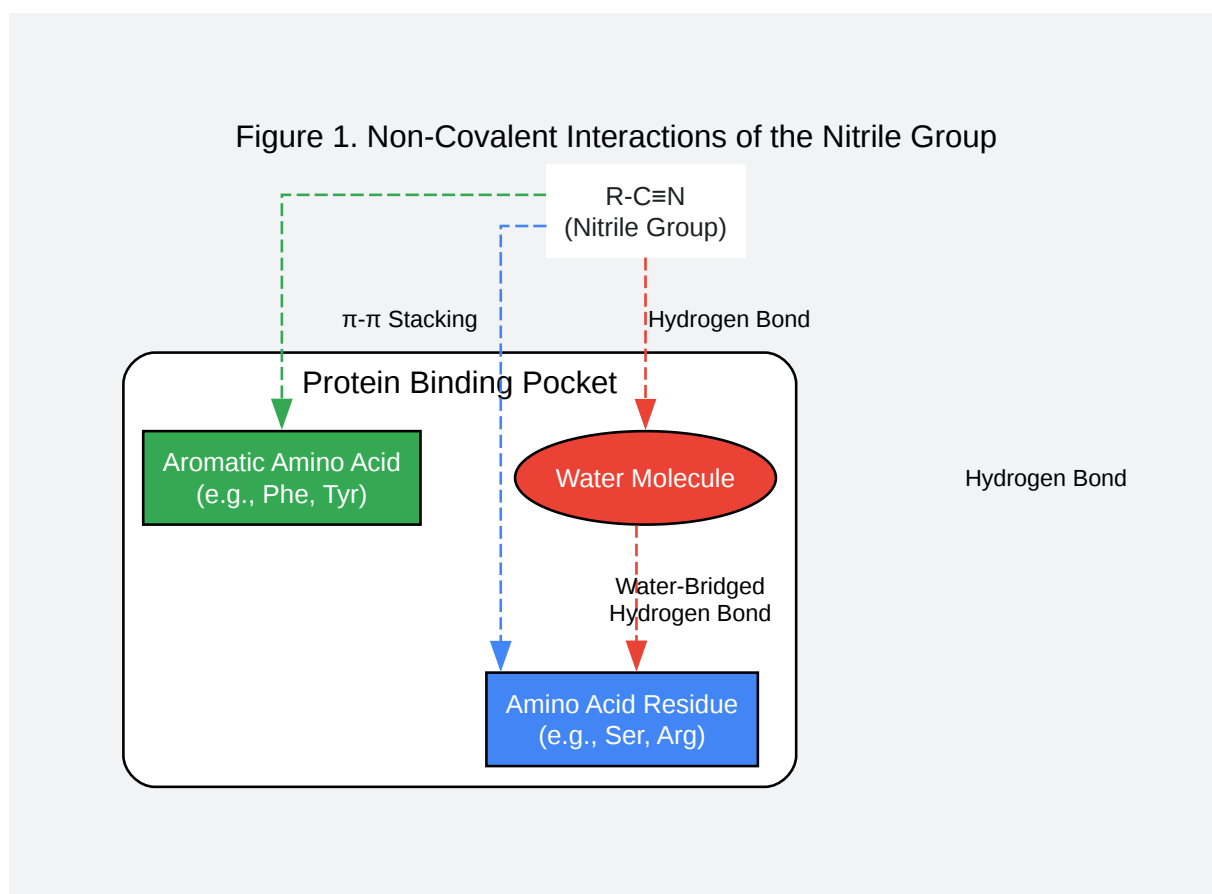 Figure 1. Non-Covalent Interactions of the Nitrile Group
R-C≡N
(Nitrile Group)
π-π Stacking
Hydrogen Bond
Protein Binding Pocket
Aromatic Amino Acid
(e.g., Phe, Tyr)
Water Molecule
Hydrogen Bond
Water-Bridged
Hydrogen Bond
Amino Acid Residue
(e.g., Ser, Arg)